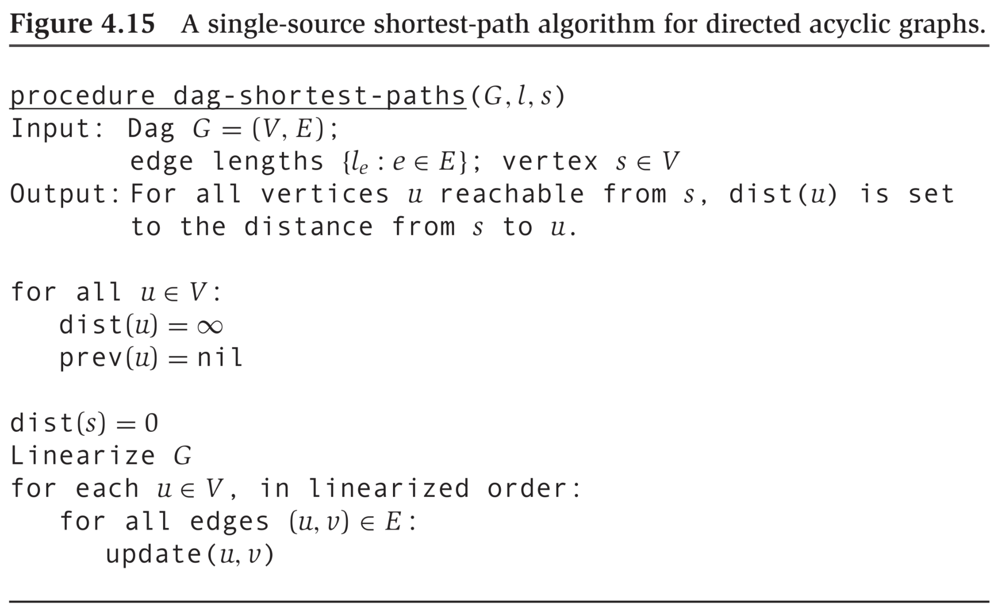 Figure 4.15 A single-source shortest-path algorithm for directed acyclic graphs.
procedure dag-shortest-paths(G, l, s)
Input: Dag G = (V, E);
edge lengths {lₑ : e ∈ E}; vertex s ∈ V
Output: For all vertices u reachable from s, dist(u) is set
to the distance from s to u.
for all u ∈ V:
dist(u) = ∞
prev(u) = nil
dist(s) = 0
Linearize G
for each u ∈ V, in linearized order:
for all edges (u, v) ∈ E:
update(u, v)